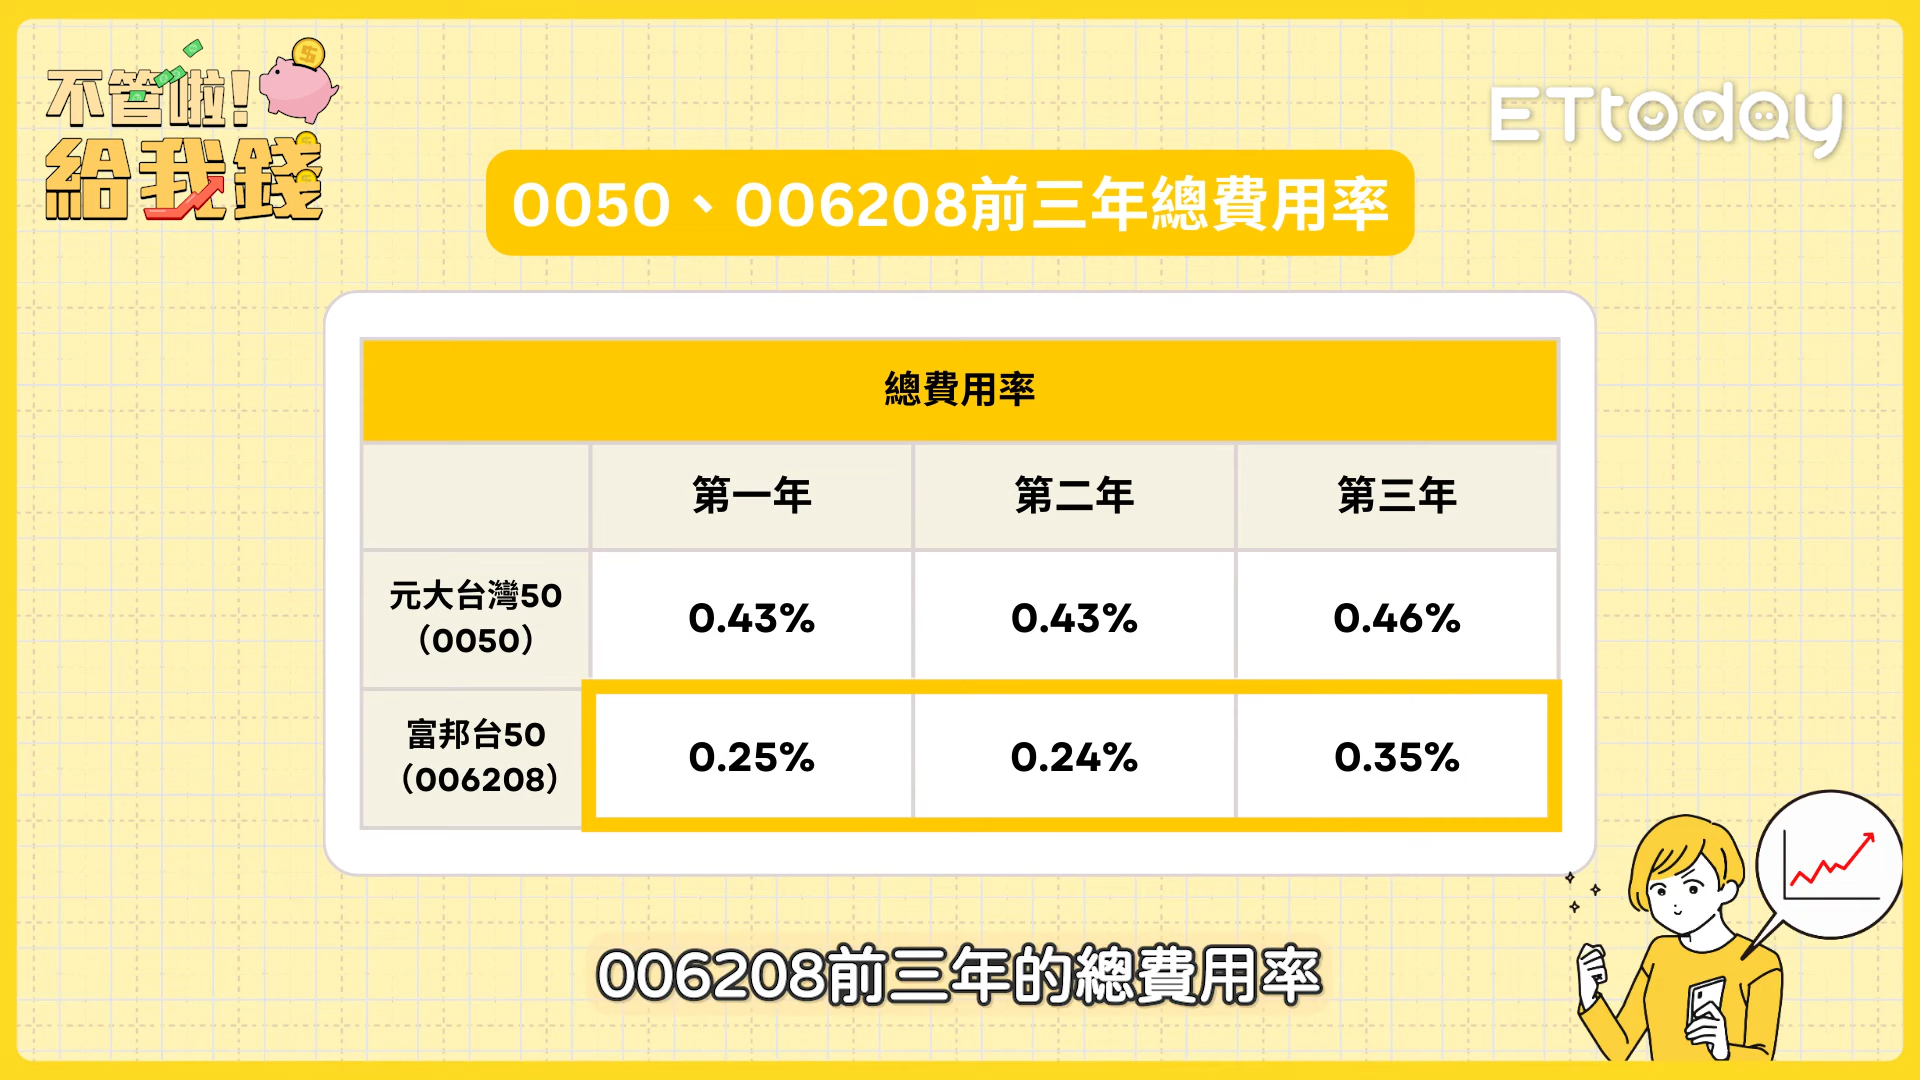 不管啦!
給我錢
ETtoday
0050、006208前三年總費用率
總費用率
第一年 第二年 第三年
元大台灣50
（0050） 0.43% 0.43% 0.46%
富邦台50
（006208） 0.25% 0.24% 0.35%
006208前三年的總費用率